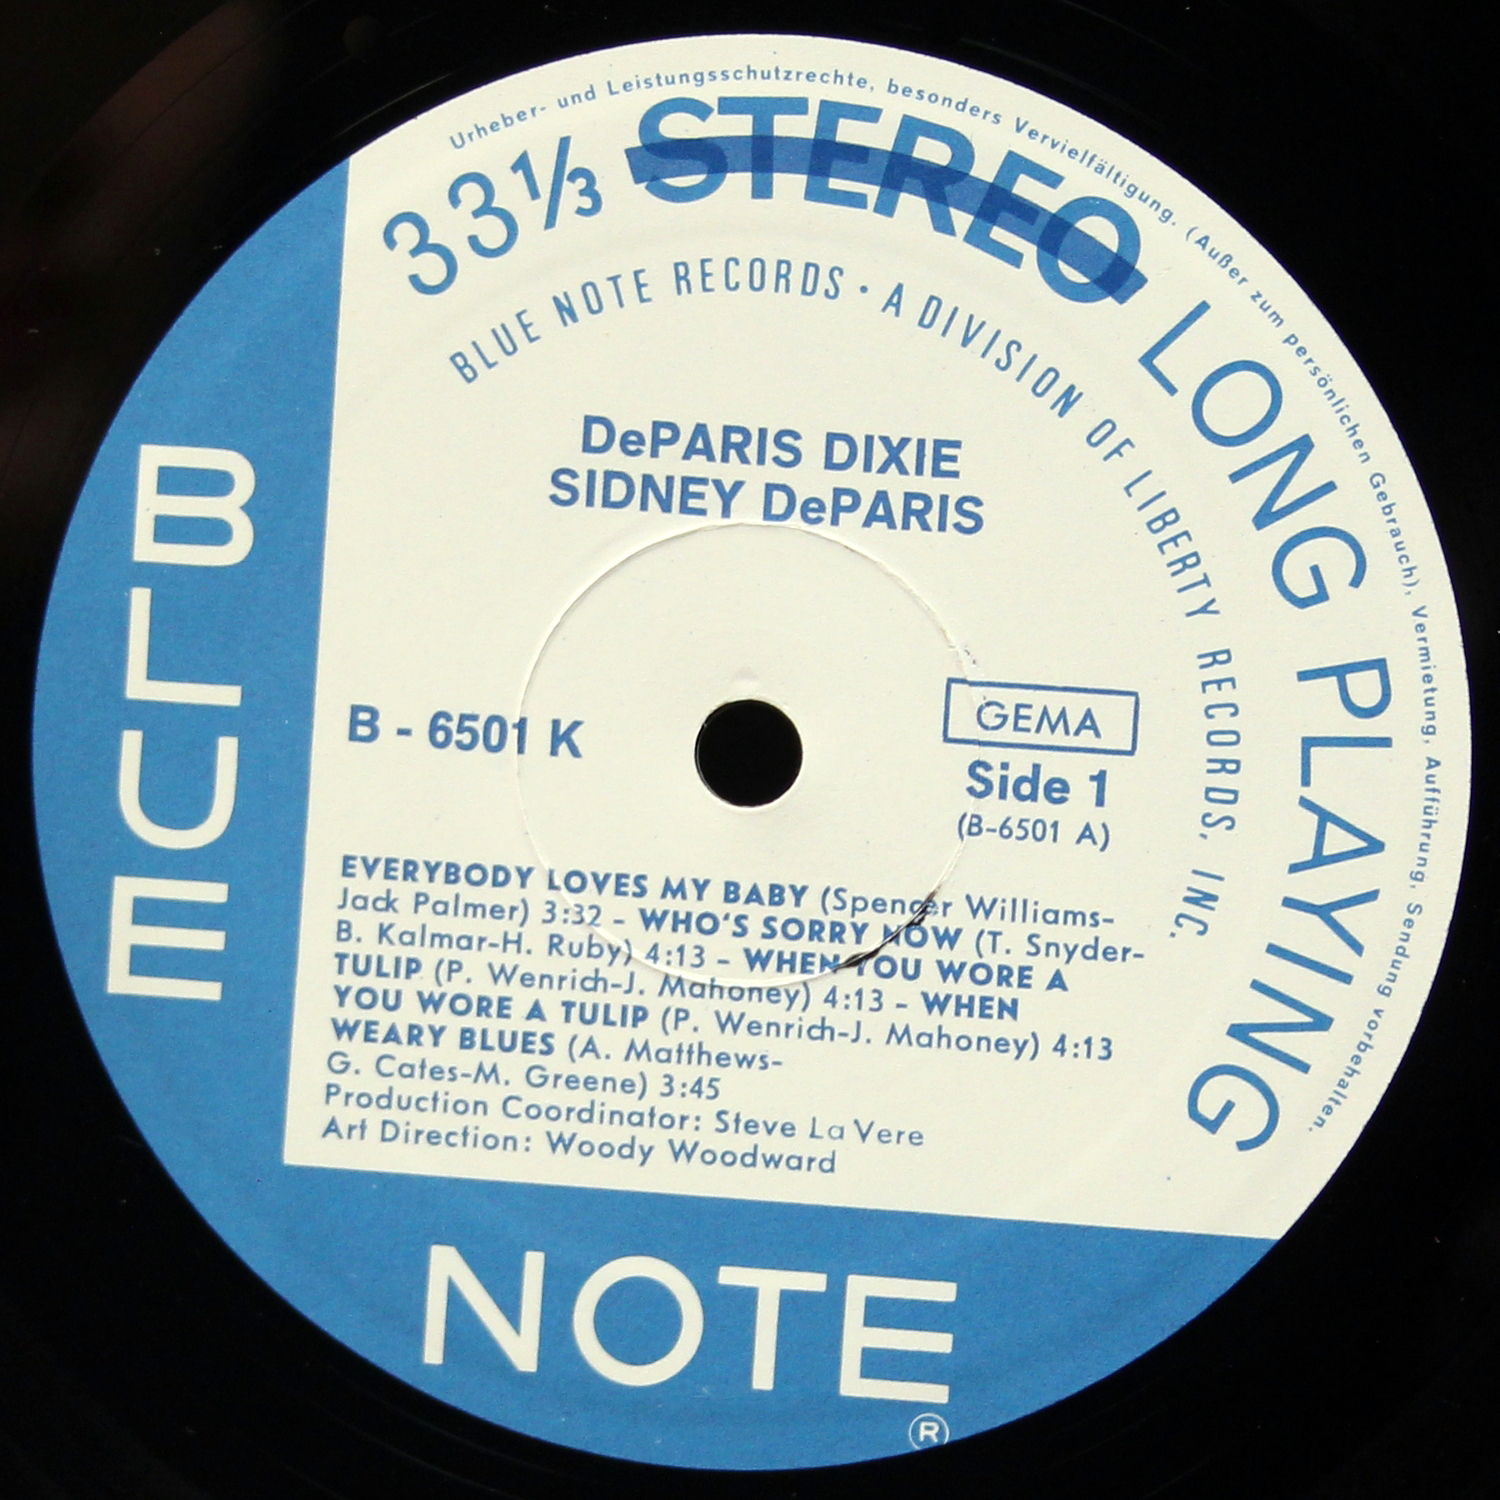 Urheber- und Leistungsschutzrechte, besonders Vervielfältigung. (Außer zum persönlichen Gebrauch), Vermietung, Aufführung, Sendung vorbehalten.
33⅓ STEREO LONG PLAYING
BLUE NOTE RECORDS · A DIVISION OF LIBERTY RECORDS, INC.
DePARIS DIXIE
SIDNEY DePARIS
B - 6501 K
GEMA
Side 1
(B-6501 A)
EVERYBODY LOVES MY BABY (Spencer Williams-
Jack Palmer) 3:32 - WHO'S SORRY NOW (T. Snyder-
B. Kalmar-H. Ruby) 4:13 - WHEN YOU WORE A
TULIP (P. Wenrich-J. Mahoney) 4:13 - WHEN
YOU WORE A TULIP (P. Wenrich-J. Mahoney) 4:13
WEARY BLUES (A. Matthews-
G. Cates-M. Greene) 3:45
Production Coordinator: Steve La Vere
Art Direction: Woody Woodward
BLUE
NOTE
®